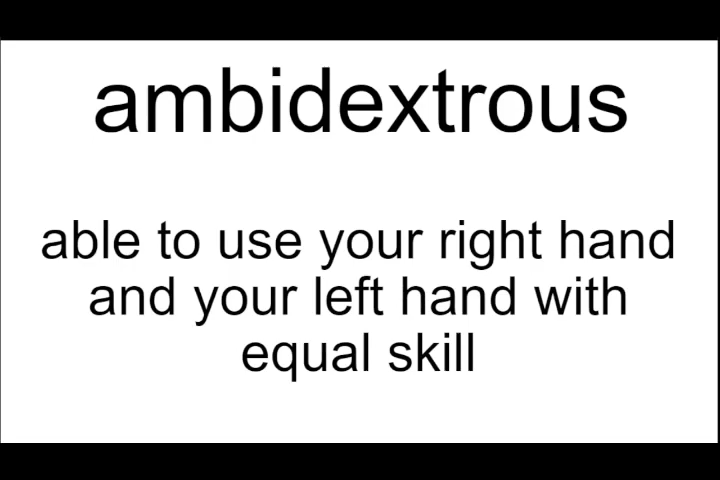 ambidextrous
able to use your right hand
and your left hand with
equal skill